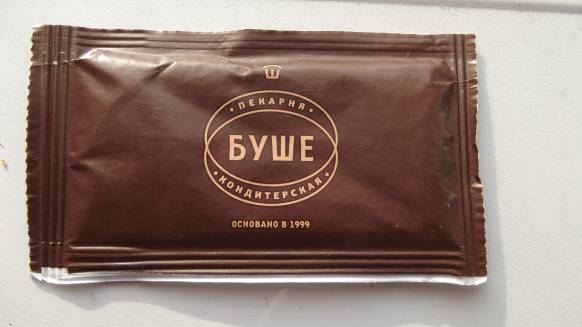 • ПЕКАРНЯ •
БУШЕ
• КОНДИТЕРСКАЯ •
ОСНОВАНО В 1999